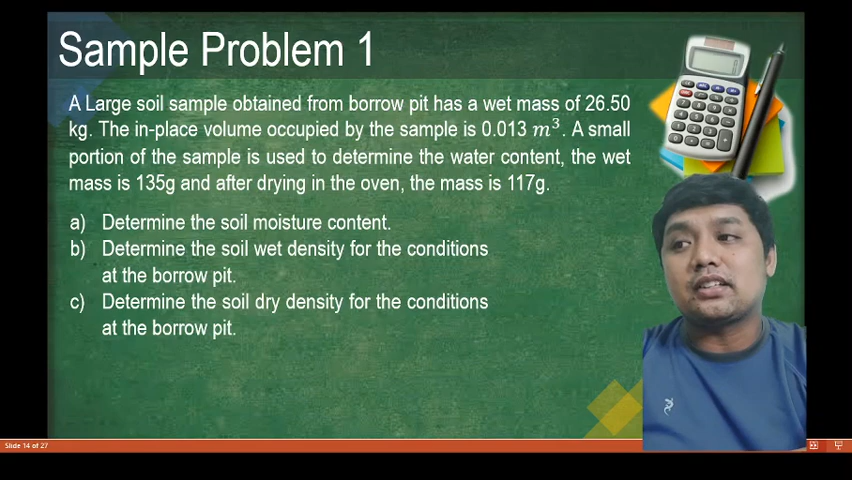 Sample Problem 1
A Large soil sample obtained from borrow pit has a wet mass of 26.50
kg. The in-place volume occupied by the sample is 0.013 m³. A small
portion of the sample is used to determine the water content, the wet
mass is 135g and after drying in the oven, the mass is 117g.
a) Determine the soil moisture content.
b) Determine the soil wet density for the conditions
at the borrow pit.
c) Determine the soil dry density for the conditions
at the borrow pit.
Slide 14 of 27